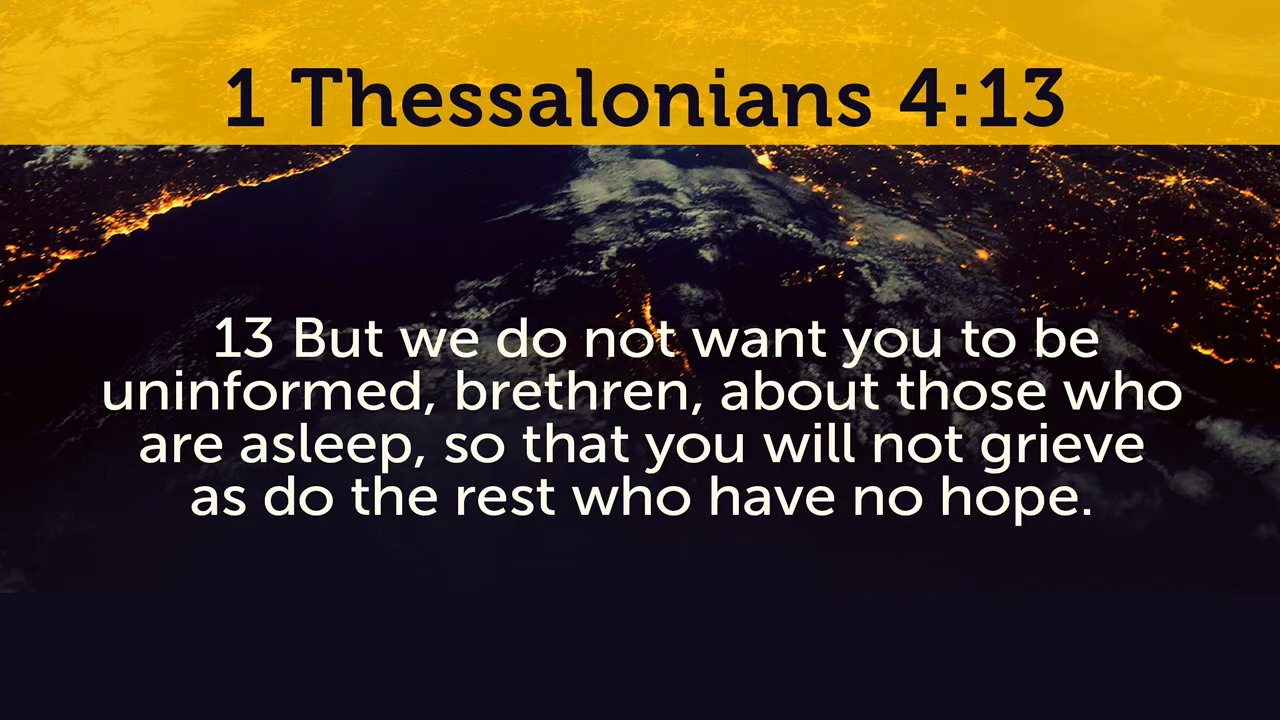 1 Thessalonians 4:13
13 But we do not want you to be
uninformed, brethren, about those who
are asleep, so that you will not grieve
as do the rest who have no hope.